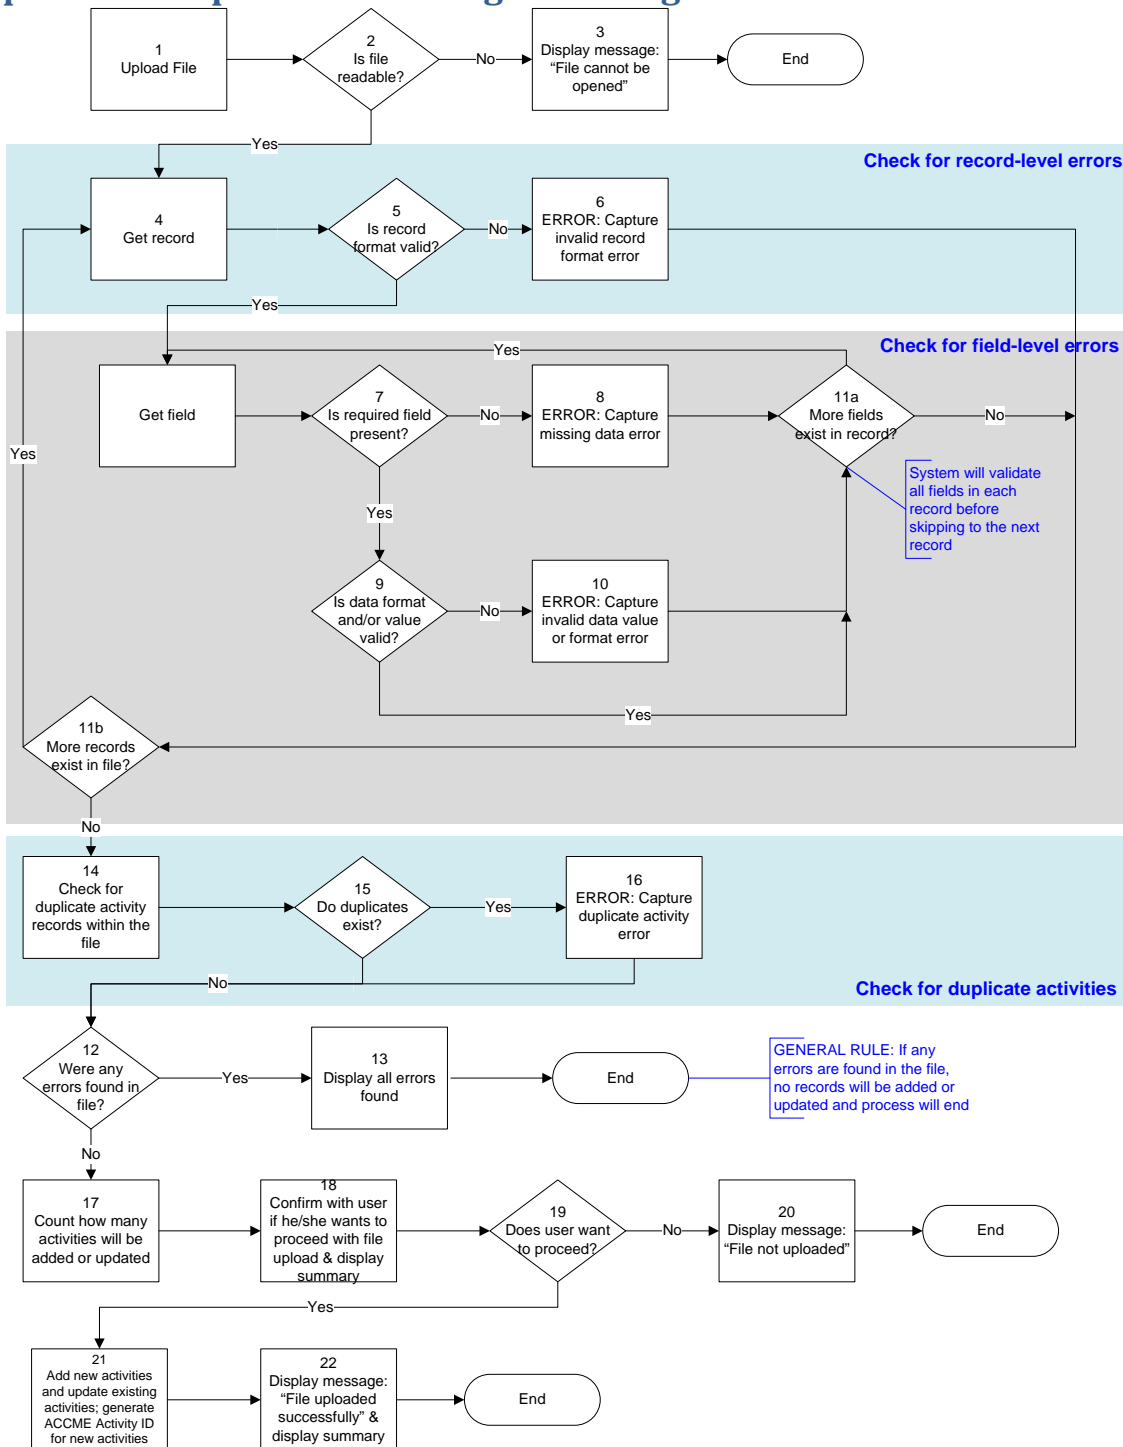 1
Upload File
2
Is file
readable?
No
3
Display message:
“File cannot be
opened”
End
Yes
Check for record-level errors
4
Get record
5
Is record
format valid?
No
6
ERROR: Capture
invalid record
format error
Yes
Check for field-level errors
Yes
Get field
7
Is required field
present?
No
8
ERROR: Capture
missing data error
11a
More fields
exist in record?
No
Yes
System will validate
all fields in each
record before
skipping to the next
record
Yes
9
Is data format
and/or value
valid?
No
10
ERROR: Capture
invalid data value
or format error
Yes
11b
More records
exist in file?
No
14
Check for
duplicate activity
records within the
file
15
Do duplicates
exist?
Yes
16
ERROR: Capture
duplicate activity
error
No
Check for duplicate activities
12
Were any
errors found in
file?
Yes
13
Display all errors
found
End
GENERAL RULE: If any
errors are found in the file,
no records will be added or
updated and process will end
No
17
Count how many
activities will be
added or updated
18
Confirm with user
if he/she wants to
proceed with file
upload & display
summary
19
Does user want
to proceed?
No
20
Display message:
“File not uploaded”
End
Yes
21
Add new activities
and update existing
activities; generate
ACCME Activity ID
for new activities
22
Display message:
“File uploaded
successfully” &
display summary
End